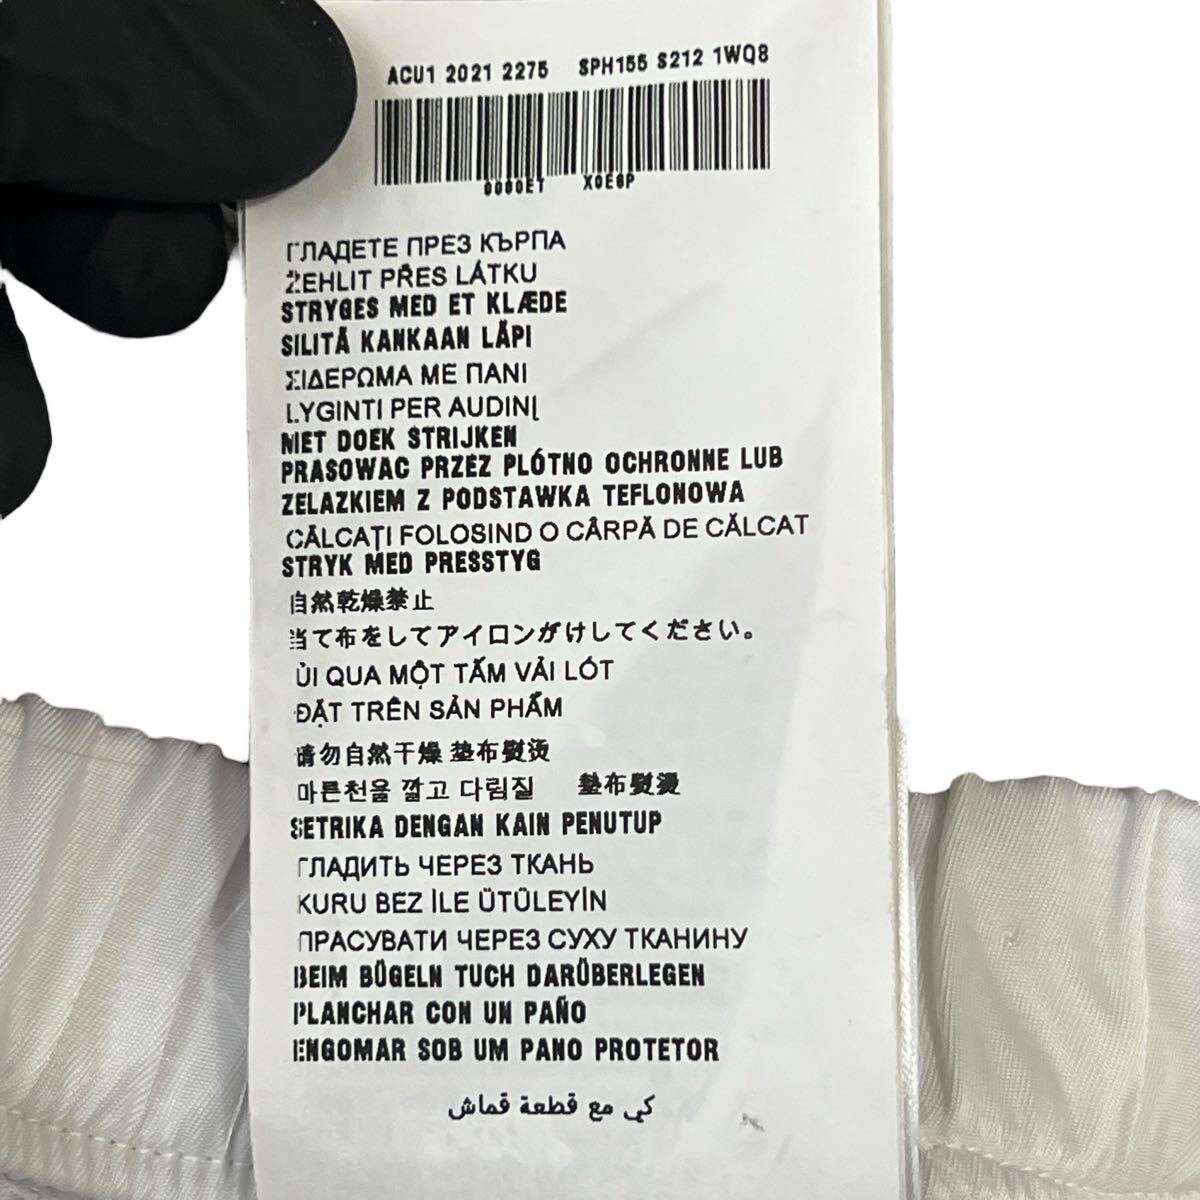 ACU1 2021 2275 SPH155 S212 1WQ8
0060ET X0E8P
ГЛАДЕТЕ ПРЕЗ КЪРПА
ŽEHLIT PŘES LÁTKU
STRYGES MED ET KLÆDE
SILITÄ KANKAAN LÄPI
ΣΙΔΕΡΩΜΑ ΜΕ ΠΑΝΙ
LYGINTI PER AUDINĮ
NIET DOEK STRIJKEN
PRASOWAC PRZEZ PLÓTNO OCHRONNE LUB
ZELAZKIEM Z PODSTAWKA TEFLONOWA
CĂLCAŢI FOLOSIND O CÂRPĂ DE CĂLCAT
STRYK MED PRESSTYG
自然乾燥禁止
当て布をしてアイロンがけしてください。
ỦI QUA MỘT TẤM VẢI LÓT
ĐẶT TRÊN SẢN PHẨM
请勿自然干燥 垫布熨烫
마른천을 깔고 다림질 墊布熨燙
SETRIKA DENGAN KAIN PENUTUP
ГЛАДИТЬ ЧЕРЕЗ ТКАНЬ
KURU BEZ İLE ÜTÜLEYİN
ПРАСУВАТИ ЧЕРЕЗ СУХУ ТКАНИНУ
BEIM BÜGELN TUCH DARÜBERLEGEN
PLANCHAR CON UN PAÑO
ENGOMAR SOB UM PANO PROTETOR
كي مع قطعة قماش